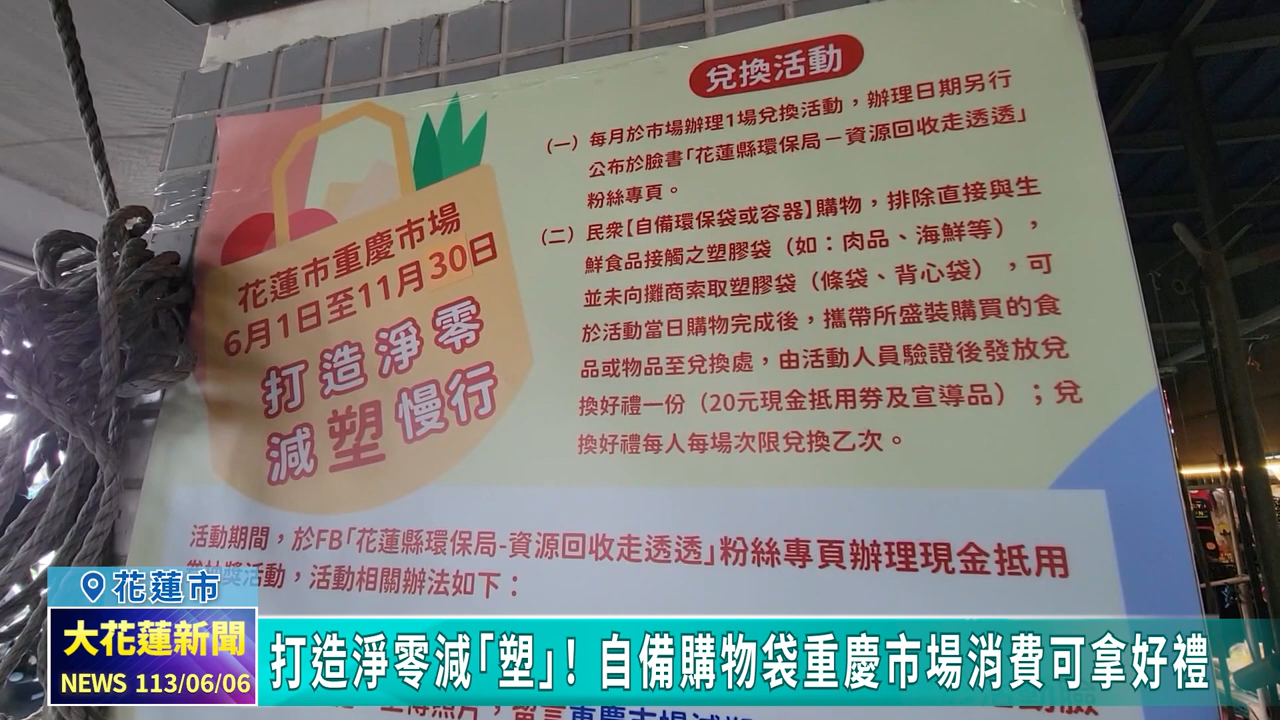 兌換活動
(一) 每月於市場辦理1場兌換活動，辦理日期另行
公布於臉書「花蓮縣環保局－資源回收走透透」
粉絲專頁。
(二) 民眾【自備環保袋或容器】購物，排除直接與生
鮮食品接觸之塑膠袋（如：肉品、海鮮等），
並未向攤商索取塑膠袋（條袋、背心袋），可
於活動當日購物完成後，攜帶所盛裝購買的食
品或物品至兌換處，由活動人員驗證後發放兌
換好禮一份（20元現金抵用券及宣導品）；兌
換好禮每人每場次限兌換乙次。
花蓮市重慶市場
6月1日至11月30日
打造淨零
減塑慢行
活動期間，於FB「花蓮縣環保局-資源回收走透透」粉絲專頁辦理現金抵用
券抽獎活動，活動相關辦法如下：
花蓮市
大花蓮新聞
NEWS 113/06/06
打造淨零減「塑」！自備購物袋重慶市場消費可拿好禮